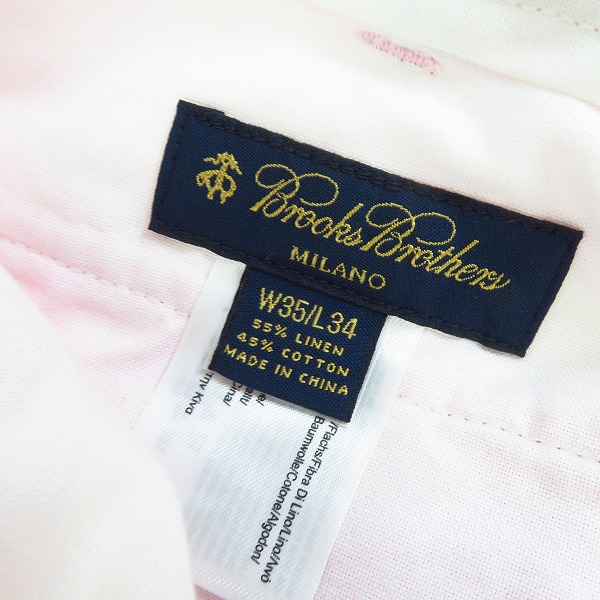 Brooks Brothers
MILANO
W35/L34
55% LINEN
45% COTTON
MADE IN CHINA
/Flachs/Fibra Di Lino/Lino/Λινό
Baumwolle/Cotone/Algodon/